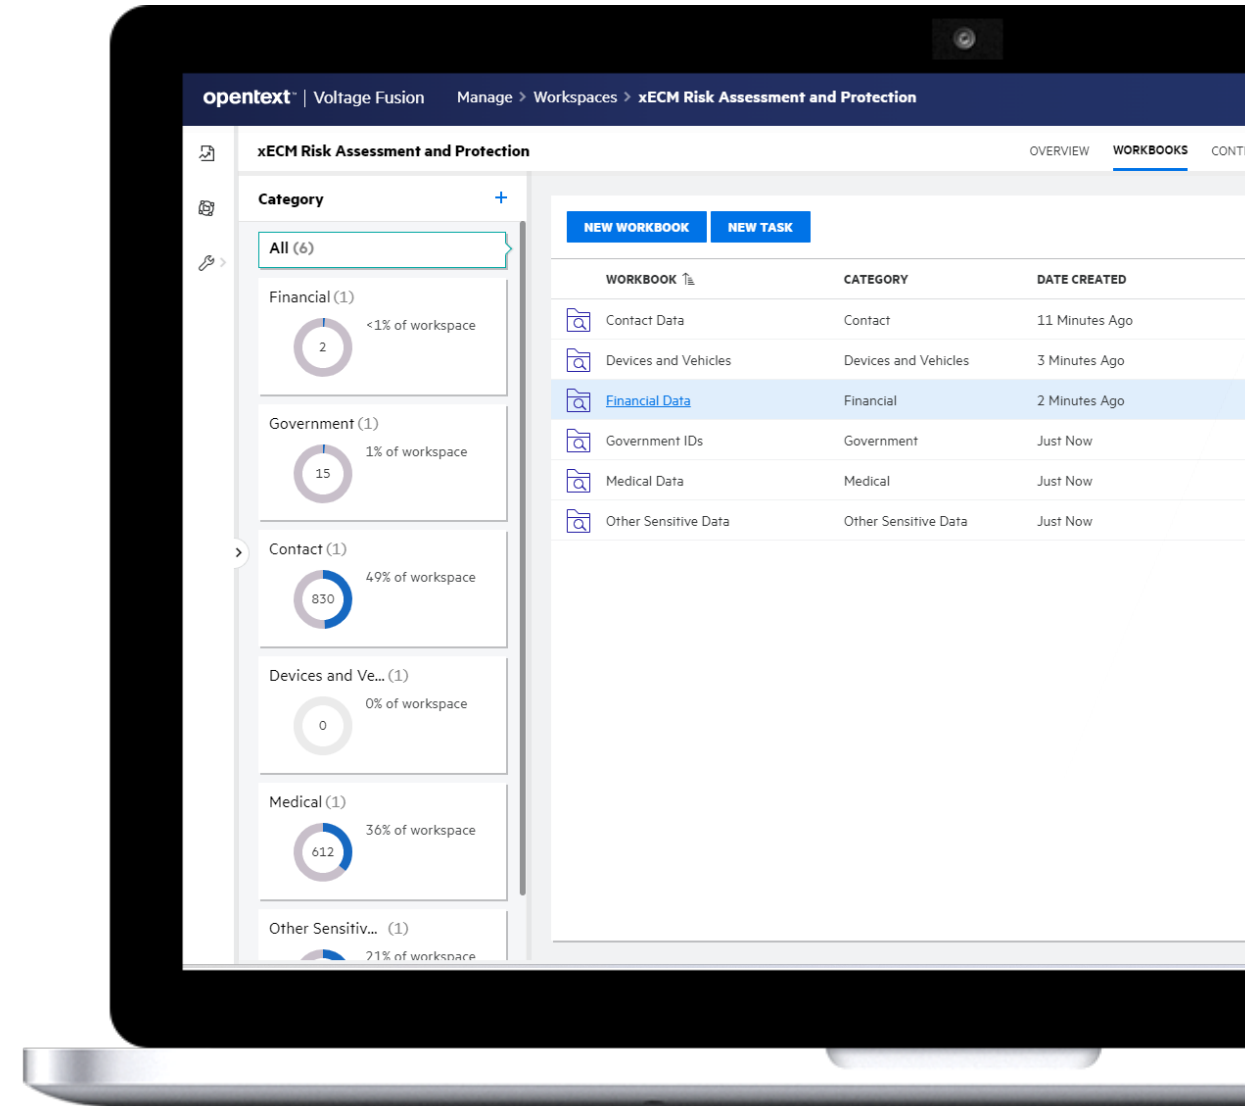 opentext™ | Voltage Fusion Manage > Workspaces > xECM Risk Assessment and Protection
xECM Risk Assessment and Protection
OVERVIEW WORKBOOKS CONT
Category +
All (6)
Financial (1)
<1% of workspace
2
Government (1)
1% of workspace
15
Contact (1)
49% of workspace
830
Devices and Ve... (1)
0% of workspace
0
Medical (1)
36% of workspace
612
Other Sensitiv... (1)
21% of workspace
NEW WORKBOOK NEW TASK
WORKBOOK CATEGORY DATE CREATED
Contact Data Contact 11 Minutes Ago
Devices and Vehicles Devices and Vehicles 3 Minutes Ago
Financial Data Financial 2 Minutes Ago
Government IDs Government Just Now
Medical Data Medical Just Now
Other Sensitive Data Other Sensitive Data Just Now